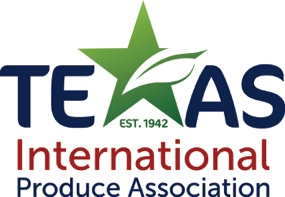 TEXAS
EST. 1942
International
Produce Association